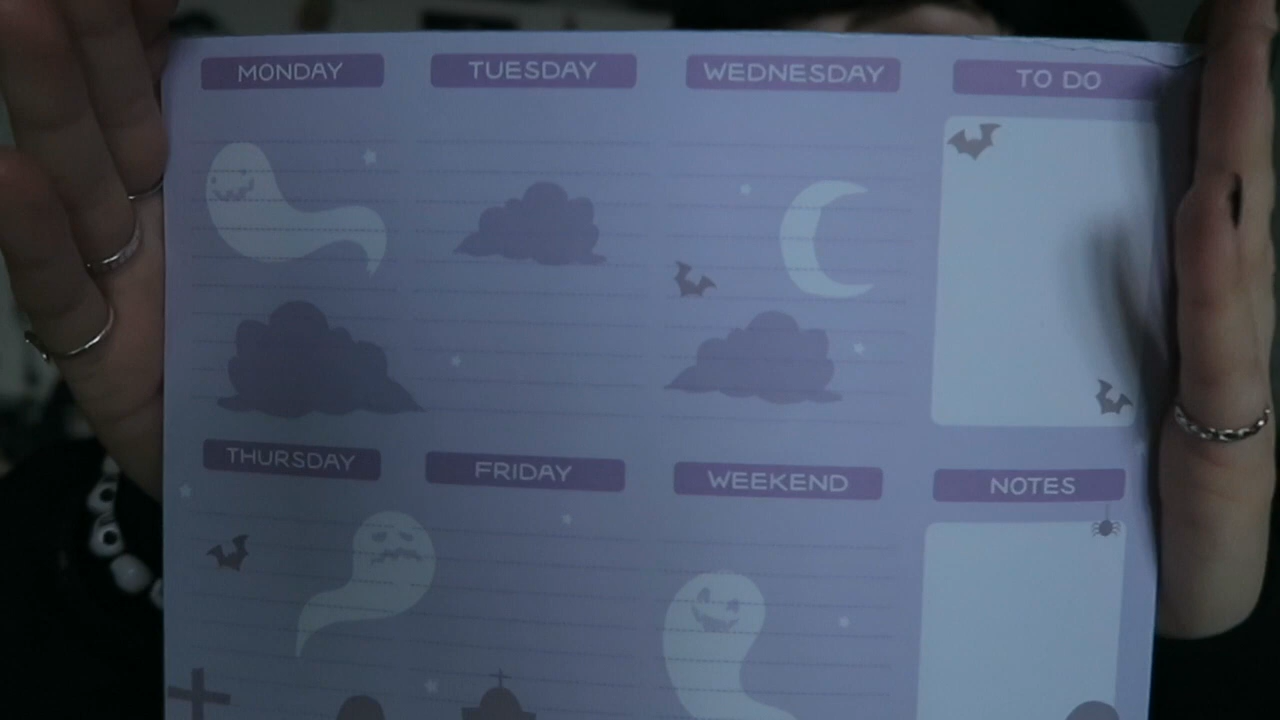 MONDAY
TUESDAY
WEDNESDAY
TO DO
THURSDAY
FRIDAY
WEEKEND
NOTES